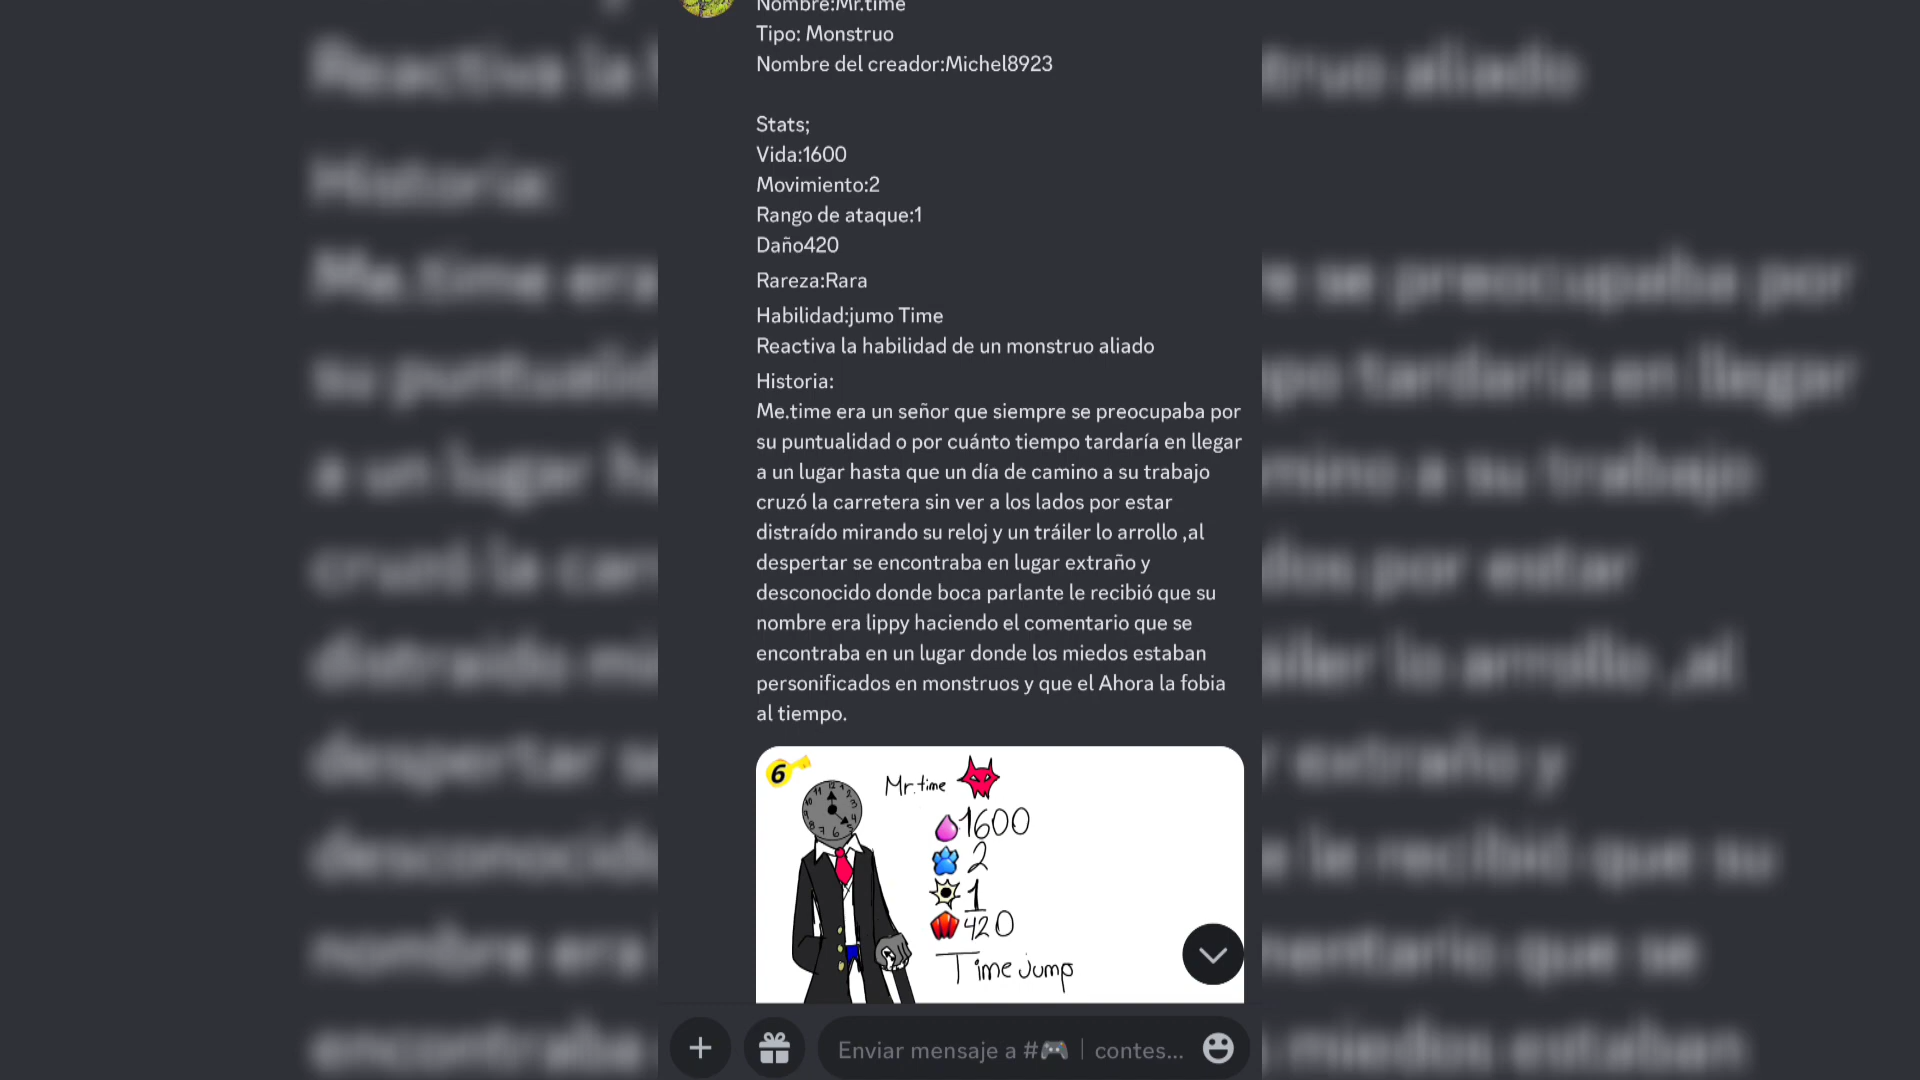 Nombre:Mr.time
Tipo: Monstruo
Nombre del creador:Michel8923
Stats;
Vida:1600
Movimiento:2
Rango de ataque:1
Daño420
Rareza:Rara
Habilidad:jumo Time
Reactiva la habilidad de un monstruo aliado
Historia:
Me.time era un señor que siempre se preocupaba por
su puntualidad o por cuánto tiempo tardaría en llegar
a un lugar hasta que un día de camino a su trabajo
cruzó la carretera sin ver a los lados por estar
distraído mirando su reloj y un tráiler lo arrollo ,al
despertar se encontraba en lugar extraño y
desconocido donde boca parlante le recibió que su
nombre era lippy haciendo el comentario que se
encontraba en un lugar donde los miedos estaban
personificados en monstruos y que el Ahora la fobia
al tiempo.
6
Mr.time
1600
2
1
420
Time jump
Enviar mensaje a #🎮 | contes...